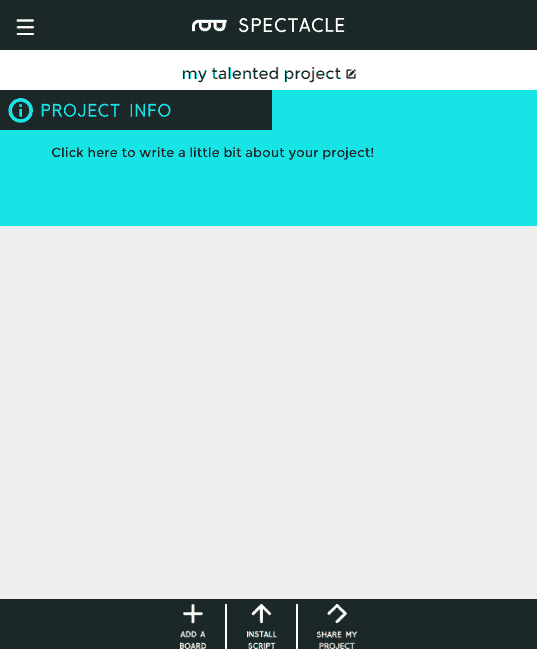 SPECTACLE
my talented project
PROJECT INFO
Click here to write a little bit about your project!
ADD A
BOARD
INSTALL
SCRIPT
SHARE MY
PROJECT